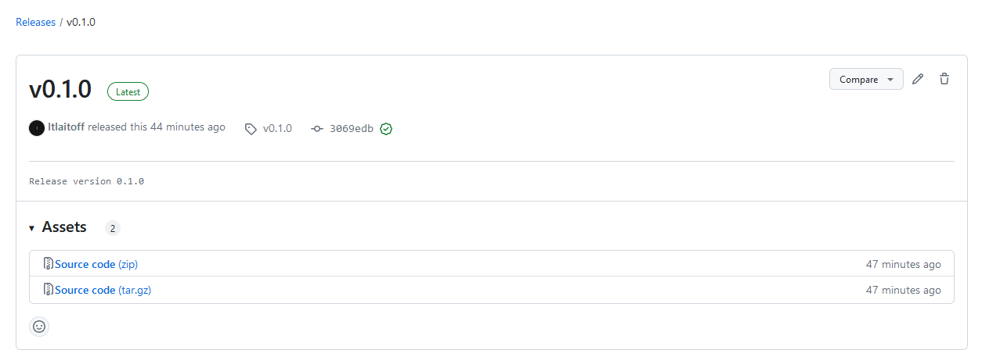 Releases / v0.1.0
v0.1.0 Latest
Compare
ltlaitoff released this 44 minutes ago v0.1.0 3069edb
Release version 0.1.0
Assets 2
Source code (zip) 47 minutes ago
Source code (tar.gz) 47 minutes ago